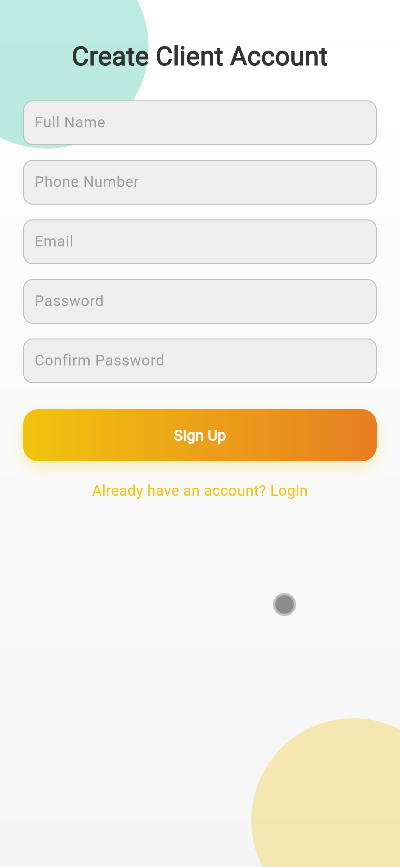 Create Client Account
Full Name
Phone Number
Email
Password
Confirm Password
Sign Up
Already have an account? Login